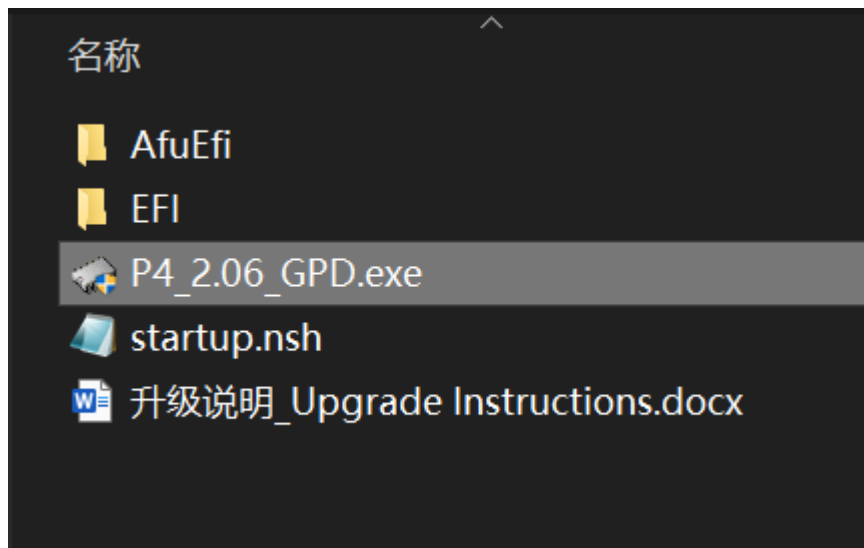 名称
AfuEfi
EFI
P4_2.06_GPD.exe
startup.nsh
升级说明_Upgrade Instructions.docx